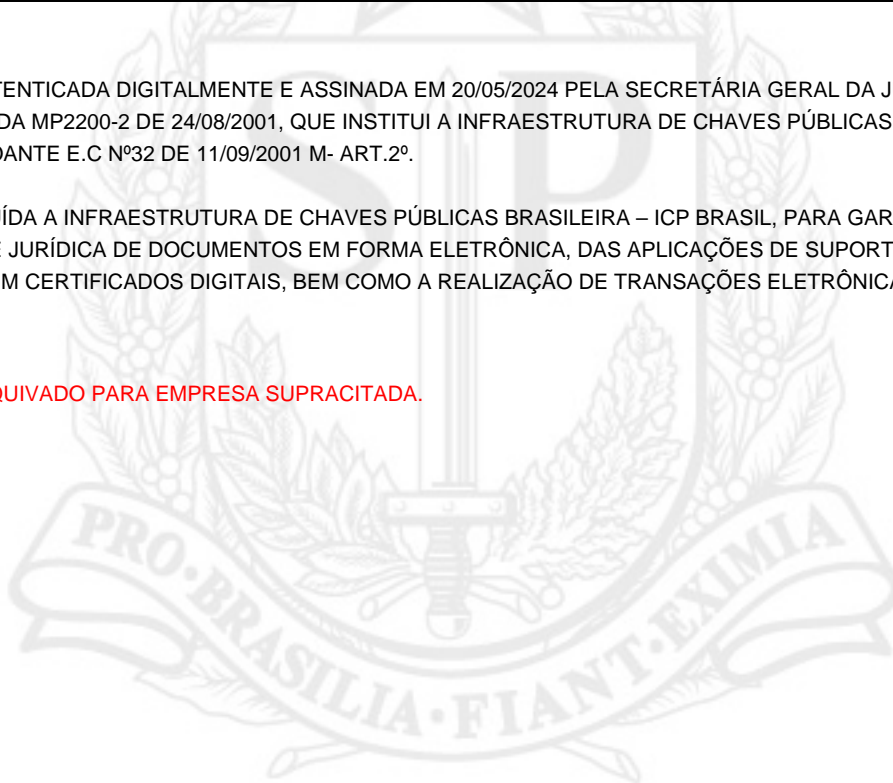 TENTICADA DIGITALMENTE E ASSINADA EM 20/05/2024 PELA SECRETÁRIA GERAL DA J
DA MP2200-2 DE 24/08/2001, QUE INSTITUI A INFRAESTRUTURA DE CHAVES PÚBLICAS
DANTE E.C Nº32 DE 11/09/2001 M- ART.2º.
ÍDA A INFRAESTRUTURA DE CHAVES PÚBLICAS BRASILEIRA – ICP BRASIL, PARA GAR
E JURÍDICA DE DOCUMENTOS EM FORMA ELETRÔNICA, DAS APLICAÇÕES DE SUPORT
M CERTIFICADOS DIGITAIS, BEM COMO A REALIZAÇÃO DE TRANSAÇÕES ELETRÔNICA
QUIVADO PARA EMPRESA SUPRACITADA.
SP
PRO·BRASILIA·FIANT·EXIMIA